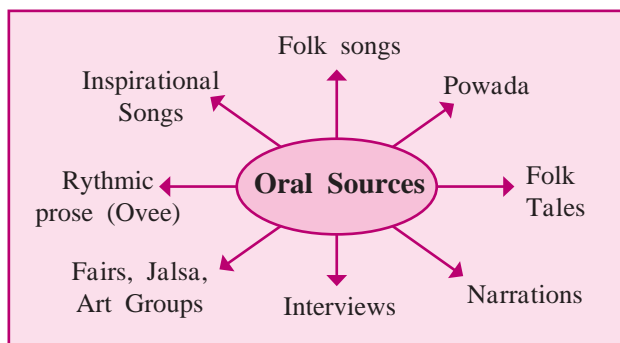 Folk songs
Inspirational
Songs
Powada
Rythmic
prose (Ovee)
Oral Sources
Folk
Tales
Fairs, Jalsa,
Art Groups
Interviews
Narrations